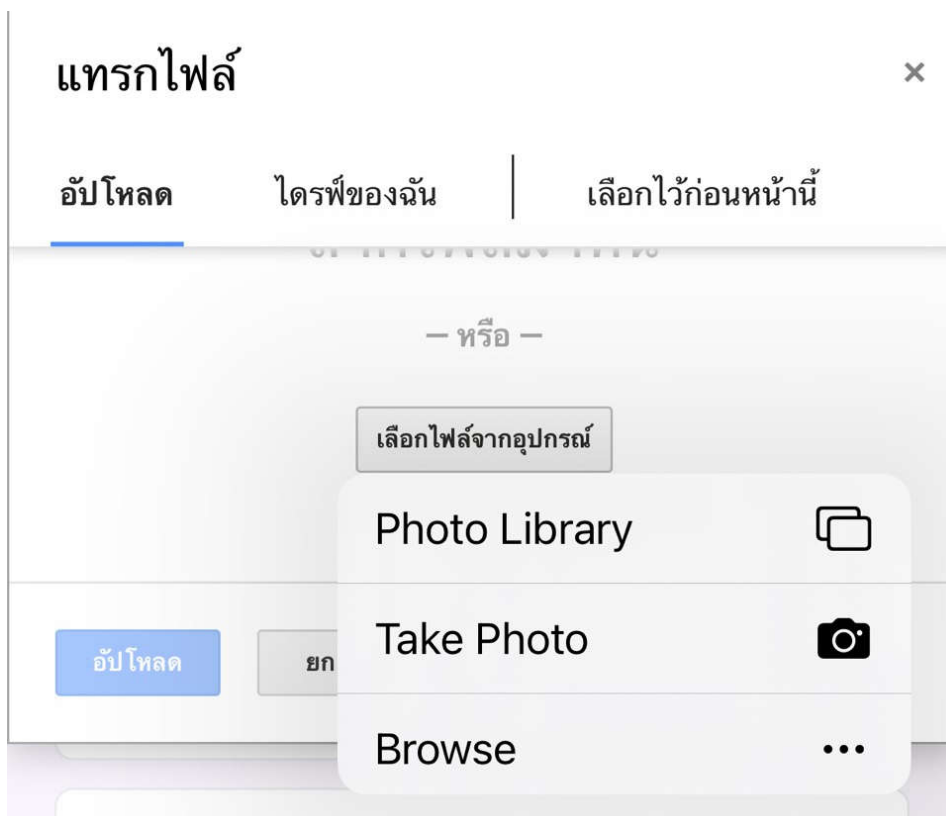 แทรกไฟล์ ×
อัปโหลด ไดรฟ์ของฉัน เลือกไว้ก่อนหน้านี้
— หรือ —
เลือกไฟล์จากอุปกรณ์
Photo Library
Take Photo
อัปโหลด
Browse